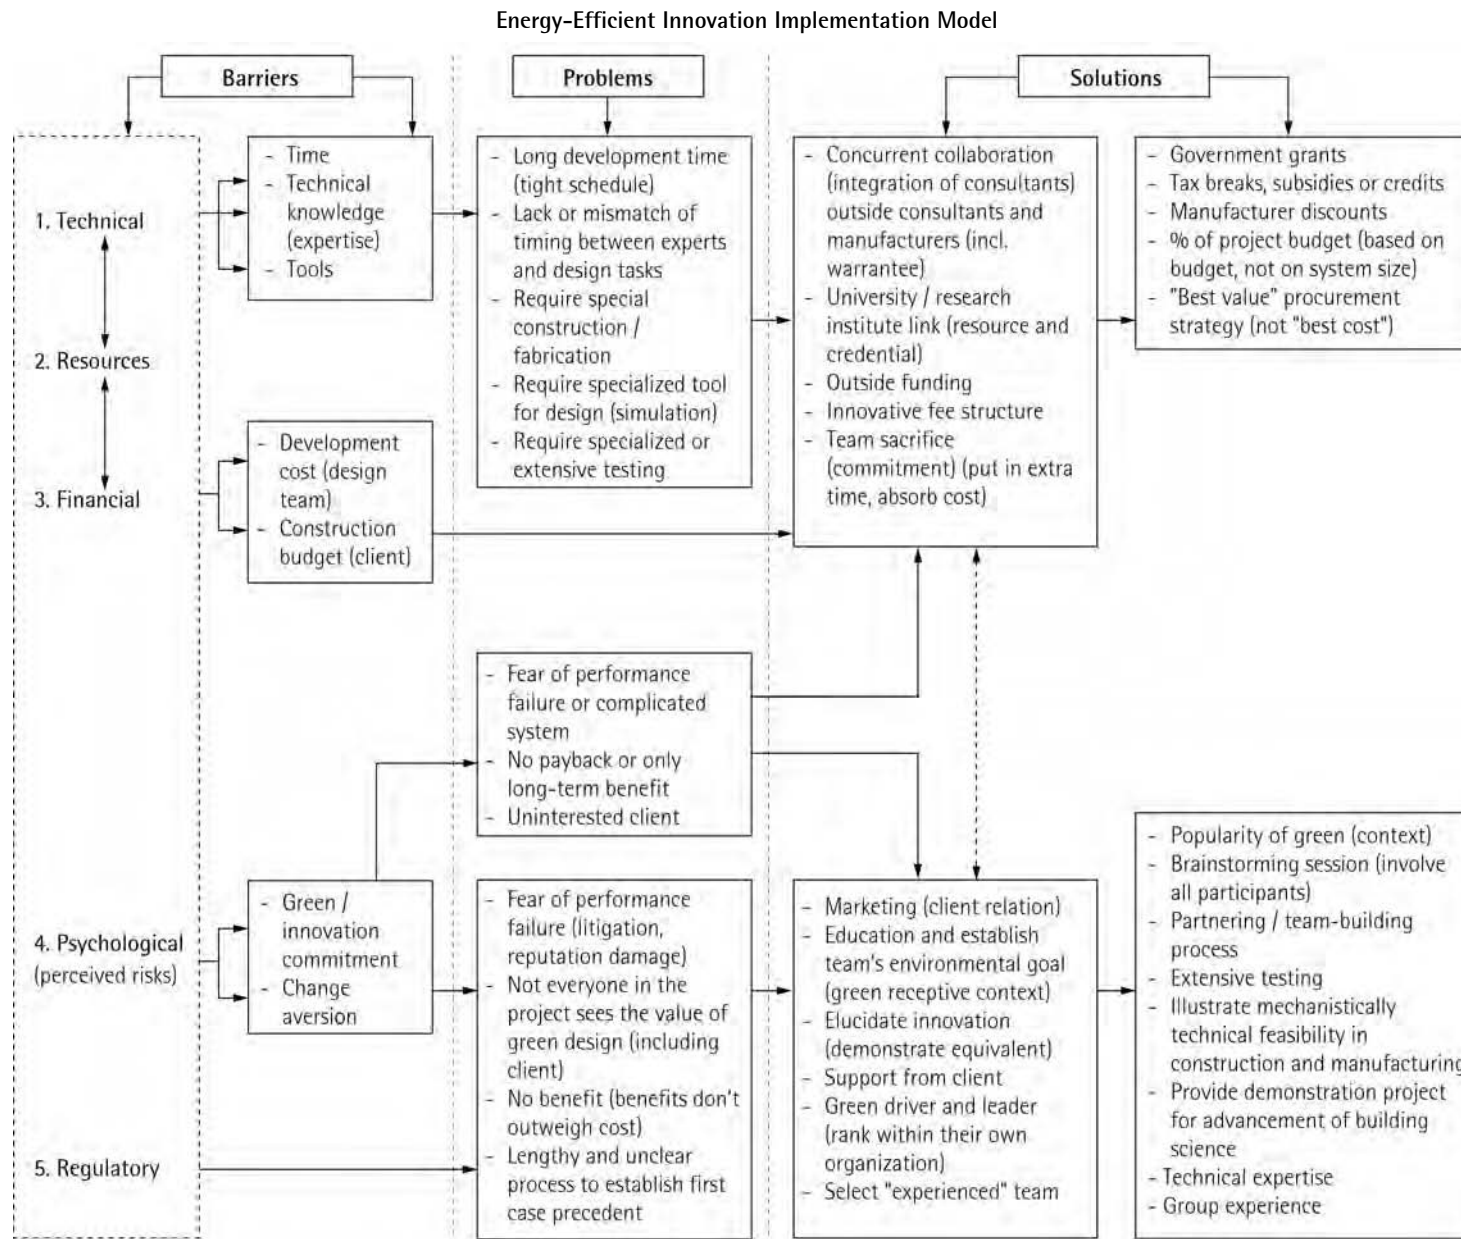 Energy-Efficient Innovation Implementation Model
Barriers
Problems
Solutions
1. Technical
2. Resources
3. Financial
4. Psychological
(perceived risks)
5. Regulatory
- Time
- Technical
knowledge
(expertise)
- Tools
- Development
cost (design
team)
- Construction
budget (client)
- Green /
innovation
commitment
- Change
aversion
- Long development time
(tight schedule)
- Lack or mismatch of
timing between experts
and design tasks
- Require special
construction /
fabrication
- Require specialized tool
for design (simulation)
- Require specialized or
extensive testing
- Fear of performance
failure or complicated
system
- No payback or only
long-term benefit
- Uninterested client
- Fear of performance
failure (litigation,
reputation damage)
- Not everyone in the
project sees the value of
green design (including
client)
- No benefit (benefits don't
outweigh cost)
- Lengthy and unclear
process to establish first
case precedent
- Concurrent collaboration
(integration of consultants)
outside consultants and
manufacturers (incl.
warrantee)
- University / research
institute link (resource and
credential)
- Outside funding
- Innovative fee structure
- Team sacrifice
(commitment) (put in extra
time, absorb cost)
- Marketing (client relation)
- Education and establish
team's environmental goal
(green receptive context)
- Elucidate innovation
(demonstrate equivalent)
- Support from client
- Green driver and leader
(rank within their own
organization)
- Select "experienced" team
- Government grants
- Tax breaks, subsidies or credits
- Manufacturer discounts
- % of project budget (based on
budget, not on system size)
- "Best value" procurement
strategy (not "best cost")
- Popularity of green (context)
- Brainstorming session (involve
all participants)
- Partnering / team-building
process
- Extensive testing
- Illustrate mechanistically
technical feasibility in
construction and manufacturing
- Provide demonstration project
for advancement of building
science
- Technical expertise
- Group experience